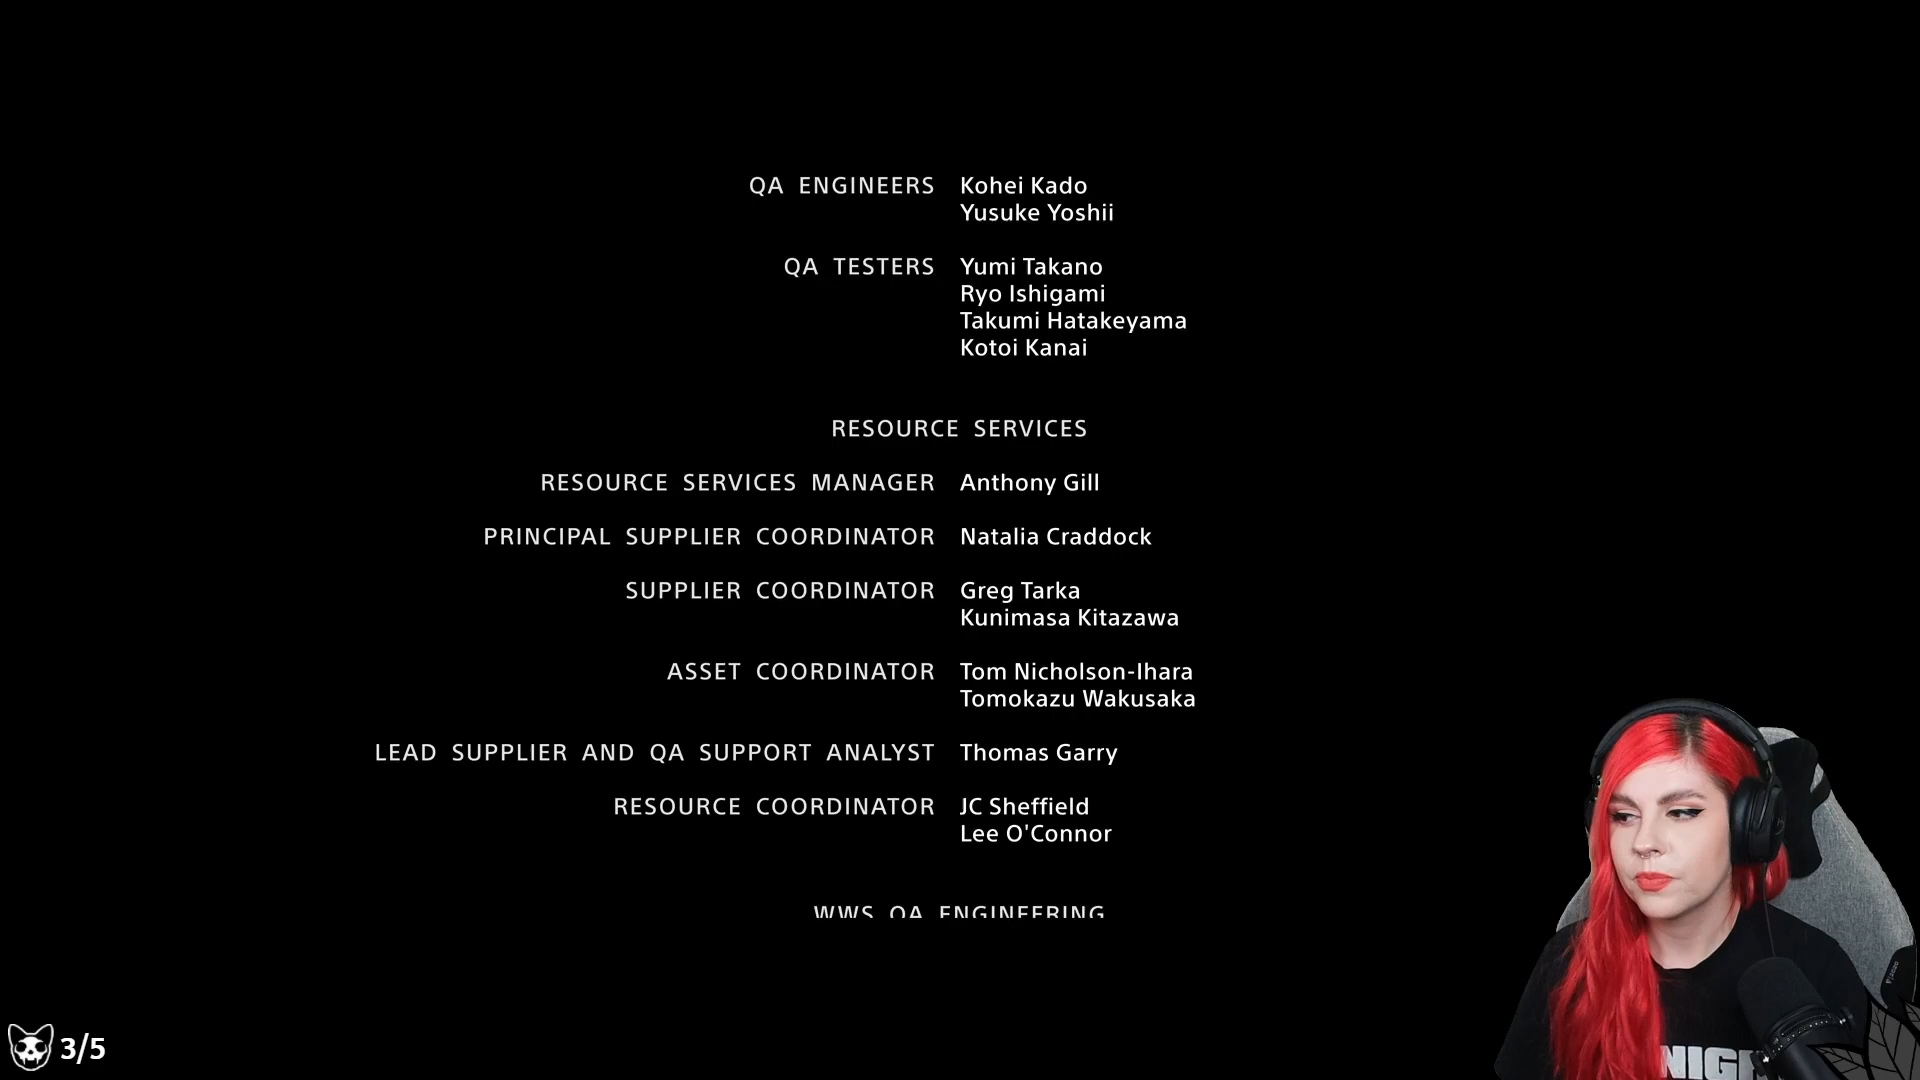 QA ENGINEERS Kohei Kado
Yusuke Yoshii
QA TESTERS Yumi Takano
Ryo Ishigami
Takumi Hatakeyama
Kotoi Kanai
RESOURCE SERVICES
RESOURCE SERVICES MANAGER Anthony Gill
PRINCIPAL SUPPLIER COORDINATOR Natalia Craddock
SUPPLIER COORDINATOR Greg Tarka
Kunimasa Kitazawa
ASSET COORDINATOR Tom Nicholson-Ihara
Tomokazu Wakusaka
LEAD SUPPLIER AND QA SUPPORT ANALYST Thomas Garry
RESOURCE COORDINATOR JC Sheffield
Lee O'Connor
WWS QA ENGINEERING
3/5